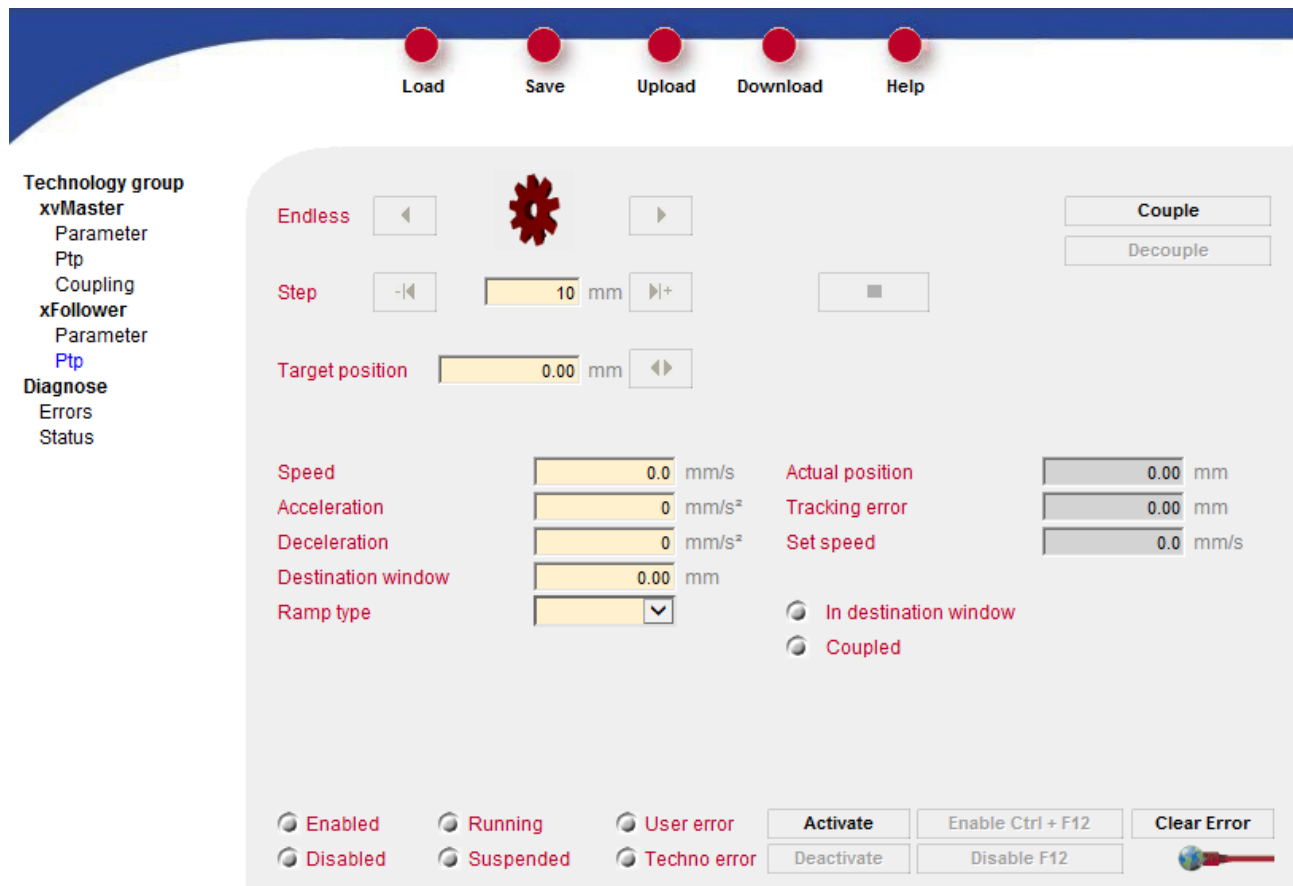 Load Save Upload Download Help
Technology group
xvMaster
Parameter
Ptp
Coupling
xFollower
Parameter
Ptp
Diagnose
Errors
Status
Endless
Couple
Decouple
Step -| 10 mm |+
Target position 0.00 mm
Speed 0.0 mm/s Actual position 0.00 mm
Acceleration 0 mm/s² Tracking error 0.00 mm
Deceleration 0 mm/s² Set speed 0.0 mm/s
Destination window 0.00 mm
Ramp type In destination window
Coupled
Enabled Running User error Activate Enable Ctrl + F12 Clear Error
Disabled Suspended Techno error Deactivate Disable F12